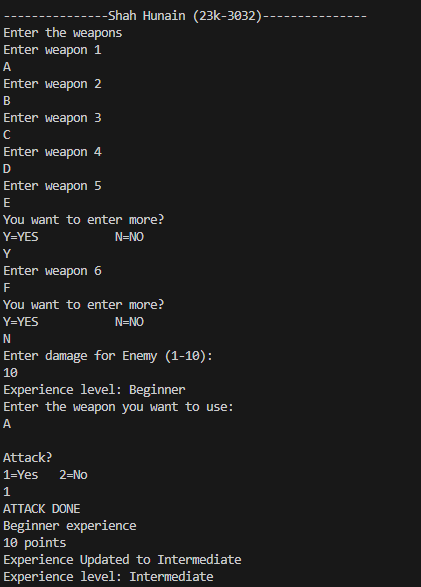 ---------------Shah Hunain (23k-3032)---------------
Enter the weapons
Enter weapon 1
A
Enter weapon 2
B
Enter weapon 3
C
Enter weapon 4
D
Enter weapon 5
E
You want to enter more?
Y=YES           N=NO
Y
Enter weapon 6
F
You want to enter more?
Y=YES           N=NO
N
Enter damage for Enemy (1-10):
10
Experience level: Beginner
Enter the weapon you want to use:
A
Attack?
1=Yes   2=No
1
ATTACK DONE
Beginner experience
10 points
Experience Updated to Intermediate
Experience level: Intermediate